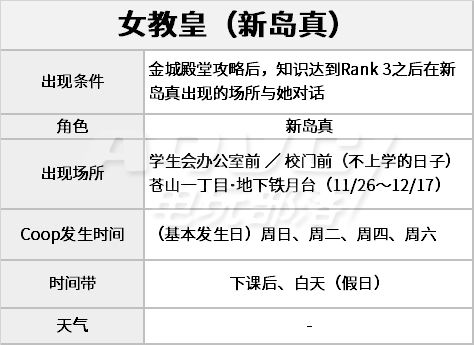 女教皇（新岛真）
出现条件
金城殿堂攻略后，知识达到Rank 3之后在新
岛真出现的场所与她对话
角色
新岛真
出现场所
学生会办公室前 ／ 校门前（不上学的日子）
苍山一丁目·地下铁月台（11/26～12/17）
Coop发生时间
（基本发生日）周日、周二、周四、周六
时间带
下课后、白天（假日）
天气
-